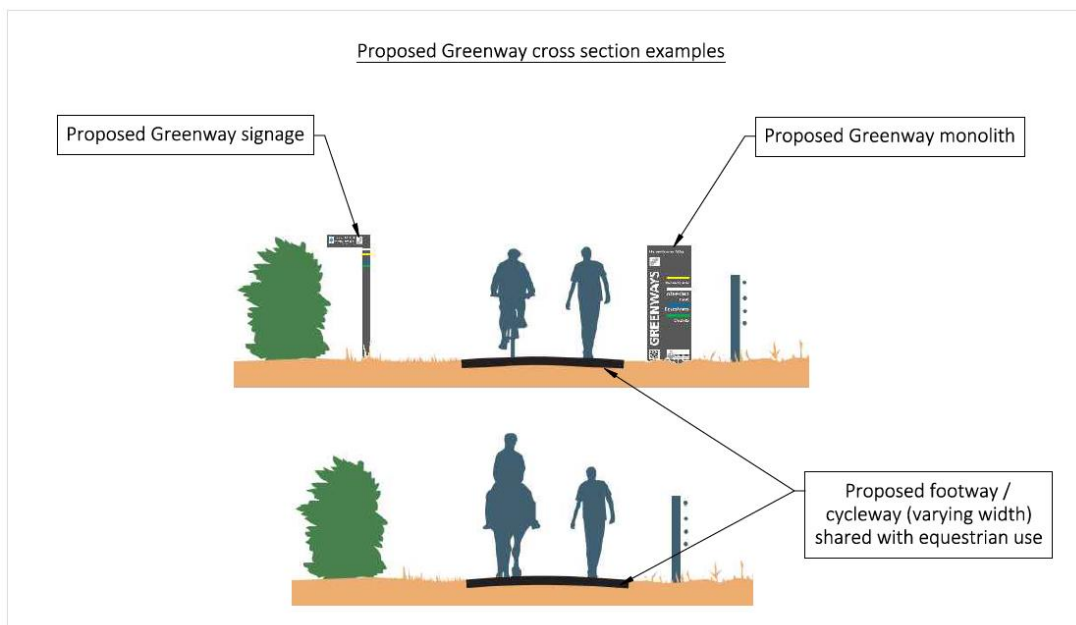 Proposed Greenway cross section examples
Proposed Greenway signage
Proposed Greenway monolith
GREENWAYS
Proposed footway /
cycleway (varying width)
shared with equestrian use